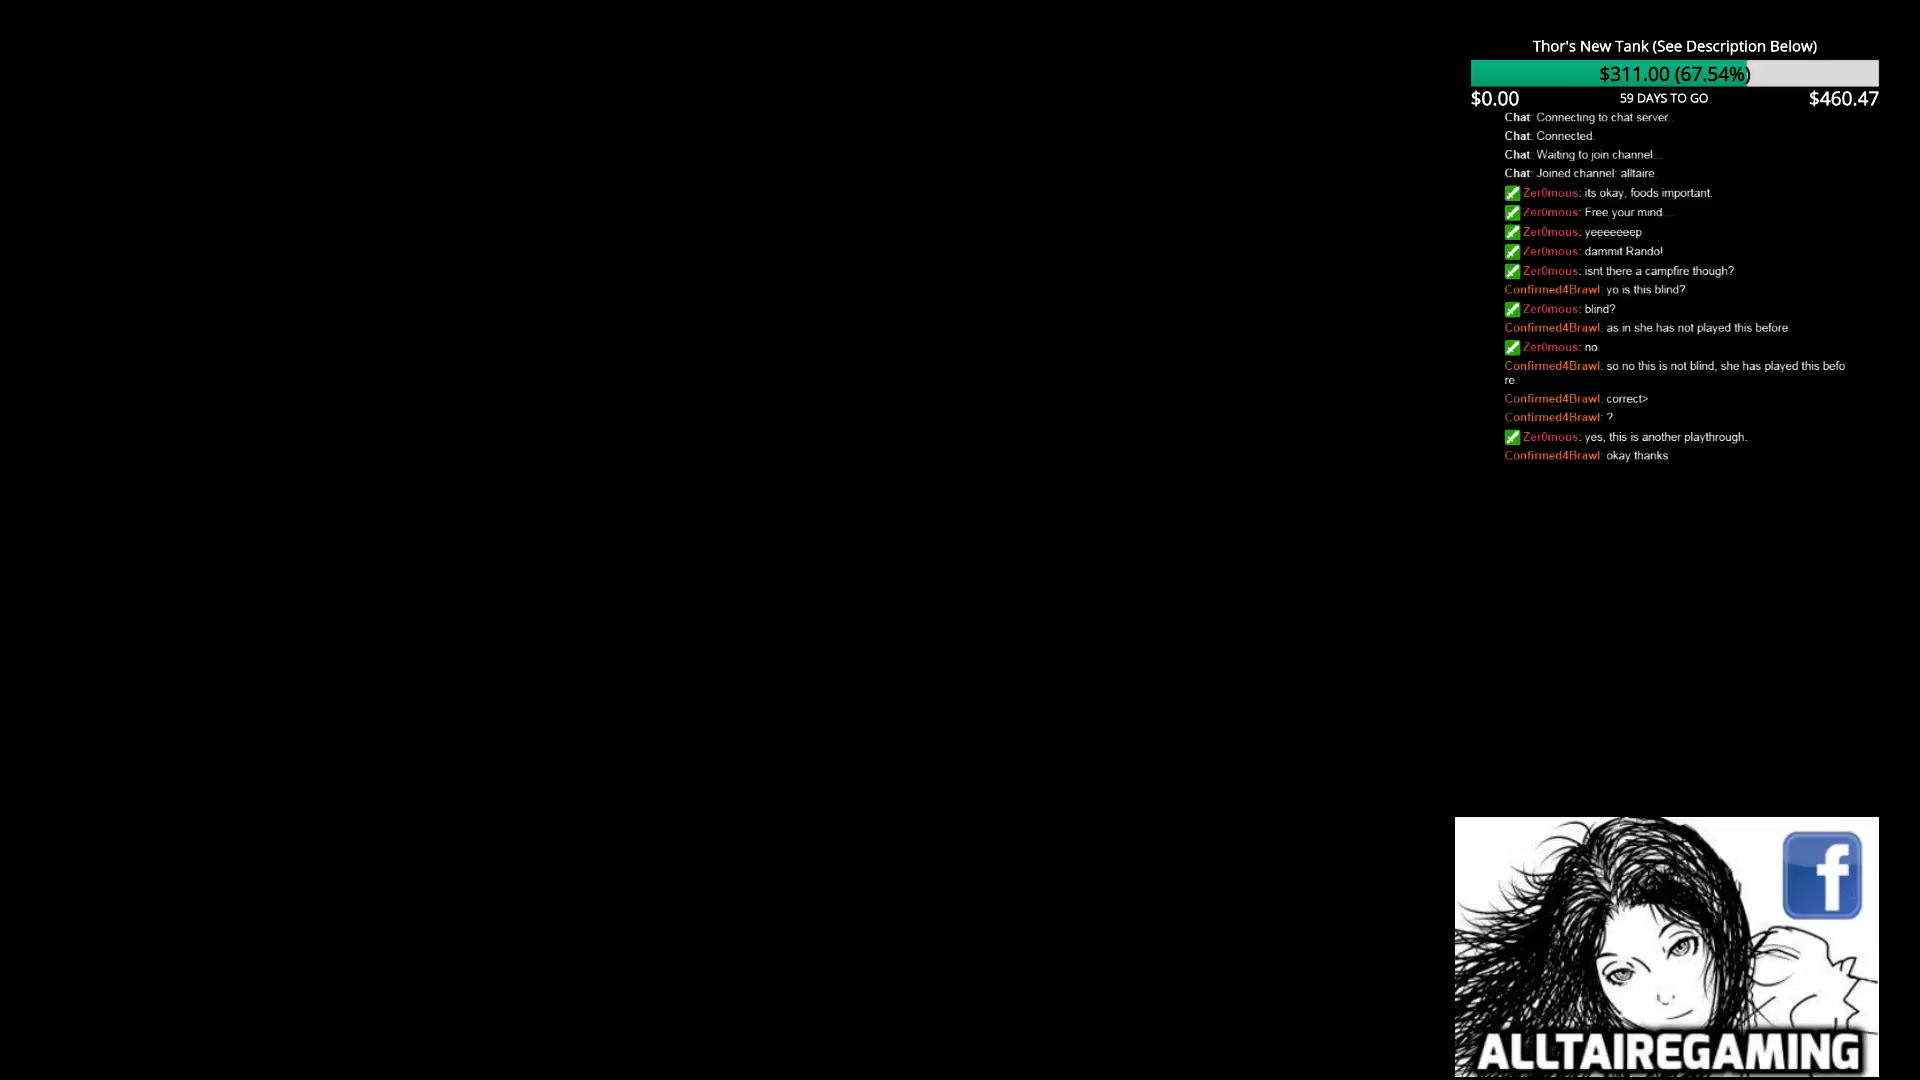 Thor's New Tank (See Description Below)
$311.00 (67.54%)
$0.00 59 DAYS TO GO $460.47
Chat: Connecting to chat server..
Chat: Connected.
Chat: Waiting to join channel...
Chat: Joined channel: alltaire.
Zer0mous: its okay, foods important.
Zer0mous: Free your mind....
Zer0mous: yeeeeeeep
Zer0mous: dammit Rando!
Zer0mous: isnt there a campfire though?
Confirmed4Brawl: yo is this blind?
Zer0mous: blind?
Confirmed4Brawl: as in she has not played this before
Zer0mous: no.
Confirmed4Brawl: so no this is not blind, she has played this befo
re.
Confirmed4Brawl: correct>
Confirmed4Brawl: ?
Zer0mous: yes, this is another playthrough.
Confirmed4Brawl: okay thanks
f
ALLTAIREGAMING